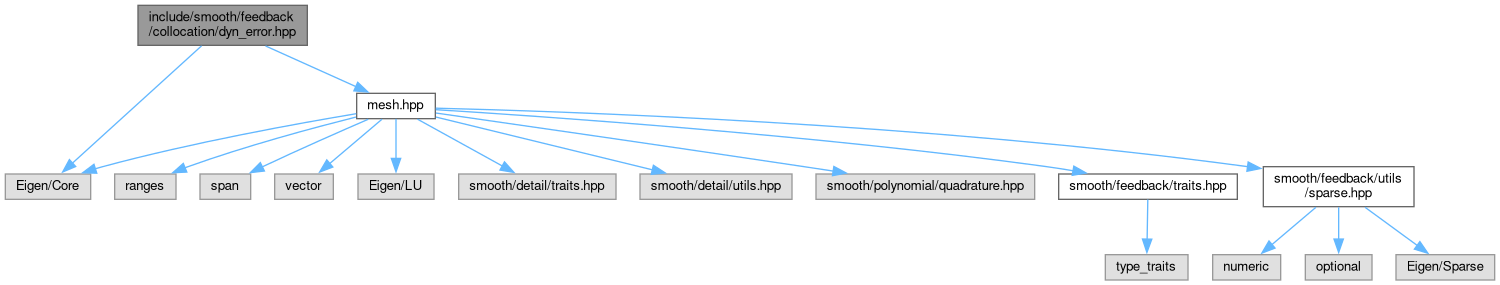 include/smooth/feedback
/collocation/dyn_error.hpp
mesh.hpp
Eigen/Core
ranges
span
vector
Eigen/LU
smooth/detail/traits.hpp
smooth/detail/utils.hpp
smooth/polynomial/quadrature.hpp
smooth/feedback/traits.hpp
smooth/feedback/utils
/sparse.hpp
type_traits
numeric
optional
Eigen/Sparse